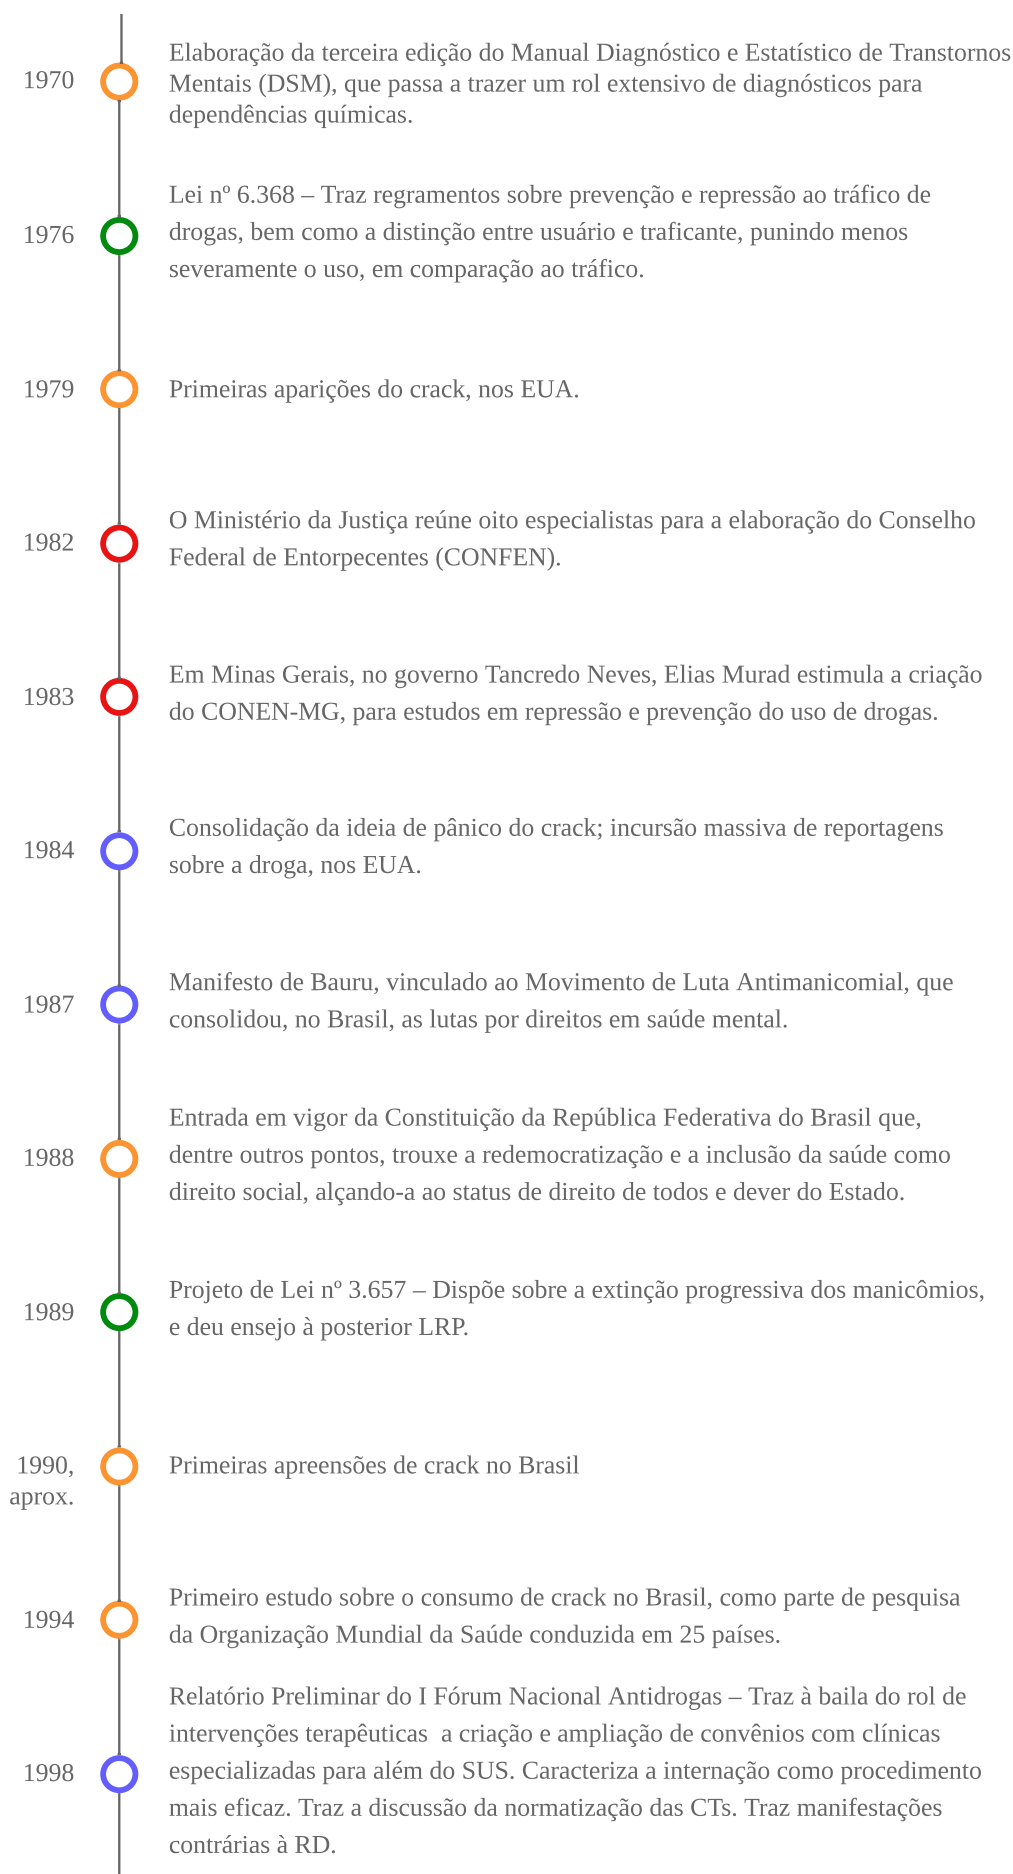 1970
Elaboração da terceira edição do Manual Diagnóstico e Estatístico de Transtornos
Mentais (DSM), que passa a trazer um rol extensivo de diagnósticos para
dependências químicas.
1976
Lei nº 6.368 – Traz regramentos sobre prevenção e repressão ao tráfico de
drogas, bem como a distinção entre usuário e traficante, punindo menos
severamente o uso, em comparação ao tráfico.
1979
Primeiras aparições do crack, nos EUA.
1982
O Ministério da Justiça reúne oito especialistas para a elaboração do Conselho
Federal de Entorpecentes (CONFEN).
1983
Em Minas Gerais, no governo Tancredo Neves, Elias Murad estimula a criação
do CONEN-MG, para estudos em repressão e prevenção do uso de drogas.
1984
Consolidação da ideia de pânico do crack; incursão massiva de reportagens
sobre a droga, nos EUA.
1987
Manifesto de Bauru, vinculado ao Movimento de Luta Antimanicomial, que
consolidou, no Brasil, as lutas por direitos em saúde mental.
1988
Entrada em vigor da Constituição da República Federativa do Brasil que,
dentre outros pontos, trouxe a redemocratização e a inclusão da saúde como
direito social, alçando-a ao status de direito de todos e dever do Estado.
1989
Projeto de Lei nº 3.657 – Dispõe sobre a extinção progressiva dos manicômios,
e deu ensejo à posterior LRP.
1990,
aprox.
Primeiras apreensões de crack no Brasil
1994
Primeiro estudo sobre o consumo de crack no Brasil, como parte de pesquisa
da Organização Mundial da Saúde conduzida em 25 países.
1998
Relatório Preliminar do I Fórum Nacional Antidrogas – Traz à baila do rol de
intervenções terapêuticas  a criação e ampliação de convênios com clínicas
especializadas para além do SUS. Caracteriza a internação como procedimento
mais eficaz. Traz a discussão da normatização das CTs. Traz manifestações
contrárias à RD.